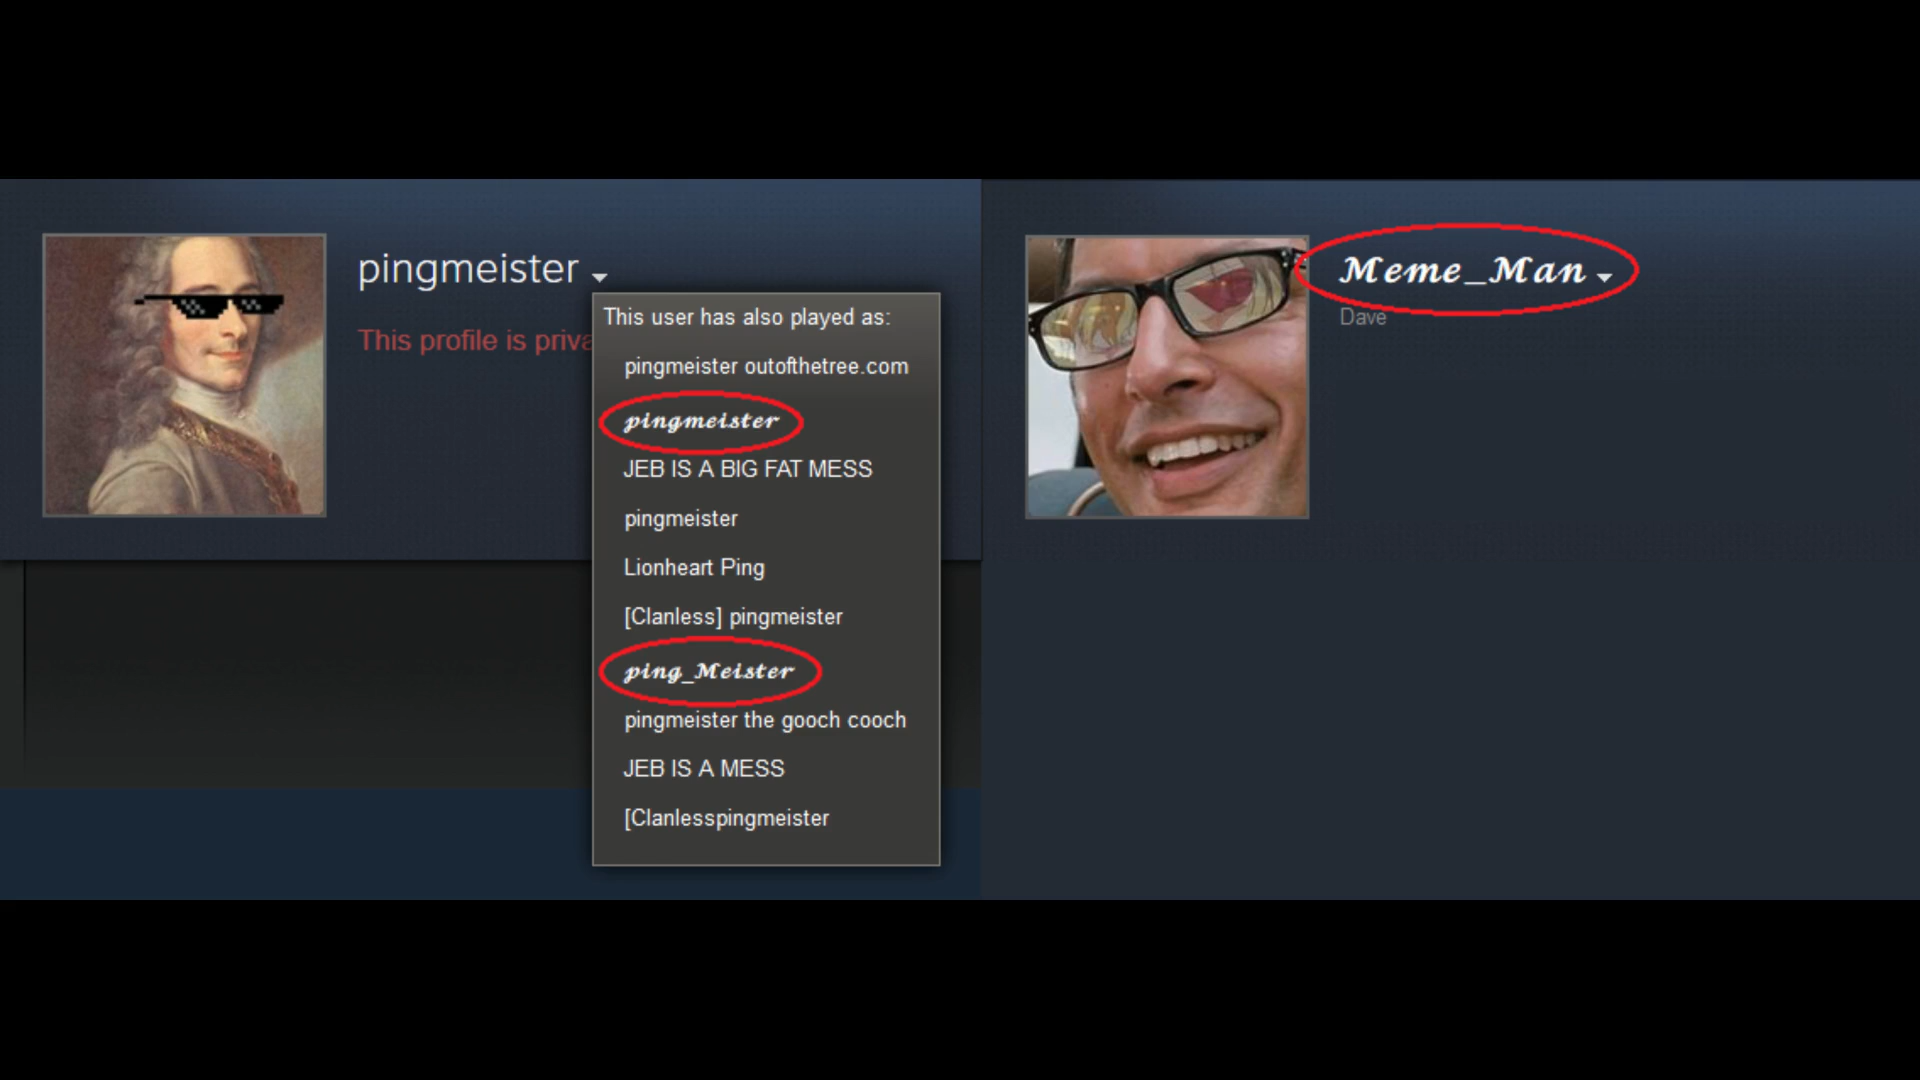 pingmeister
This profile is priva
This user has also played as:
pingmeister outofthetree.com
𝓹𝓲𝓷𝓰𝓶𝓮𝓲𝓼𝓽𝓮𝓻
JEB IS A BIG FAT MESS
pingmeister
Lionheart Ping
[Clanless] pingmeister
𝓹𝓲𝓷𝓰_𝓜𝓮𝓲𝓼𝓽𝓮𝓻
pingmeister the gooch cooch
JEB IS A MESS
[Clanlesspingmeister
𝓜𝓮𝓶𝓮_𝓜𝓪𝓷
Dave